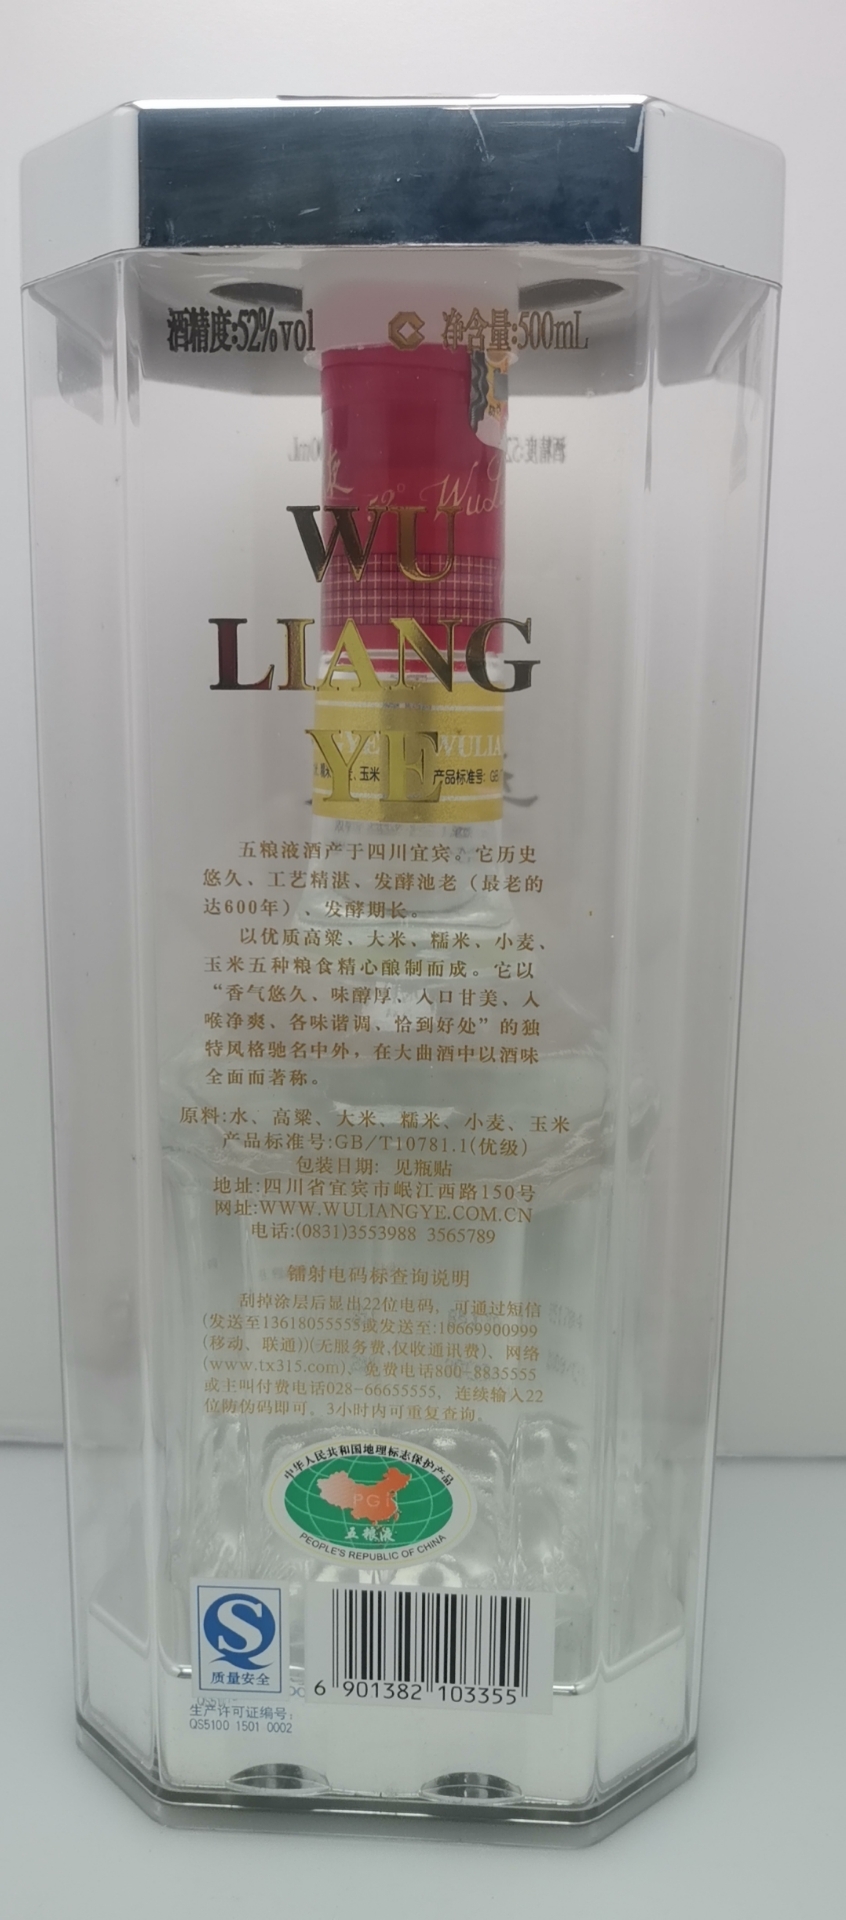 酒精度:52%vol
净含量:500mL
52° WuL
WU
LIANG
YE
WULIA
玉米
产品标准号: GB
五粮液酒产于四川宜宾。它历史
悠久、工艺精湛、发酵池老（最老的
达600年）、发酵期长。
以优质高粱、大米、糯米、小麦、
玉米五种粮食精心酿制而成。它以
“香气悠久、味醇厚、入口甘美、入
喉净爽、各味谐调、恰到好处”的独
特风格驰名中外，在大曲酒中以酒味
全面而著称。
原料:水、高粱、大米、糯米、小麦、玉米
产品标准号:GB/T10781.1(优级)
包装日期: 见瓶贴
地址:四川省宜宾市岷江西路150号
网址:WWW.WULIANGYE.COM.CN
电话:(0831)3553988 3565789
镭射电码标查询说明
刮掉涂层后显出22位电码，可通过短信
(发送至13618055555或发送至:10669900999
(移动、联通))(无服务费,仅收通讯费)、网络
(www.tx315.com)、免费电话800-8835555
或主叫付费电话028-66655555，连续输入22
位防伪码即可。3小时内可重复查询。
中华人民共和国地理标志保护产品
PGI
五粮液
PEOPLE'S REPUBLIC OF CHINA
质量安全
生产许可证编号:
QS5100 1501 0002
6 901382 103355